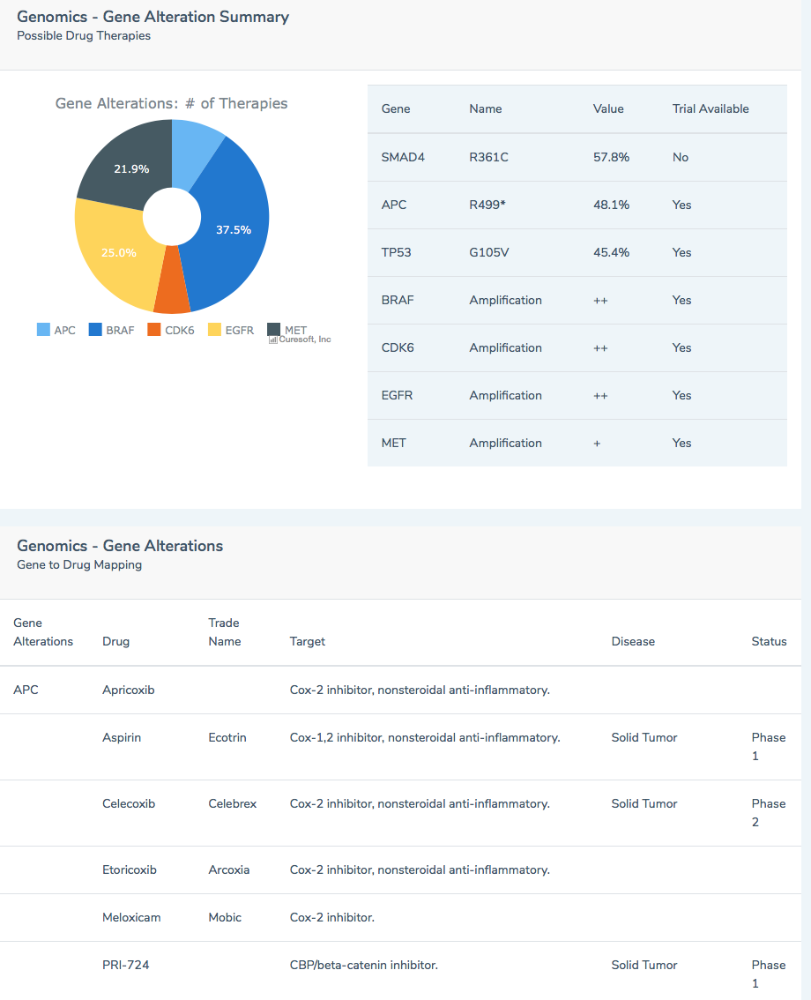 Genomics - Gene Alteration Summary
Possible Drug Therapies
Gene Alterations: # of Therapies
21.9%
37.5%
25.0%
APC BRAF CDK6 EGFR MET
Curesoft, Inc
Gene Name Value Trial Available
SMAD4 R361C 57.8% No
APC R499* 48.1% Yes
TP53 G105V 45.4% Yes
BRAF Amplification ++ Yes
CDK6 Amplification ++ Yes
EGFR Amplification ++ Yes
MET Amplification + Yes
Genomics - Gene Alterations
Gene to Drug Mapping
Gene Trade
Alterations Drug Name Target Disease Status
APC Apricoxib Cox-2 inhibitor, nonsteroidal anti-inflammatory.
Aspirin Ecotrin Cox-1,2 inhibitor, nonsteroidal anti-inflammatory. Solid Tumor Phase
1
Celecoxib Celebrex Cox-2 inhibitor, nonsteroidal anti-inflammatory. Solid Tumor Phase
2
Etoricoxib Arcoxia Cox-2 inhibitor, nonsteroidal anti-inflammatory.
Meloxicam Mobic Cox-2 inhibitor.
PRI-724 CBP/beta-catenin inhibitor. Solid Tumor Phase
1